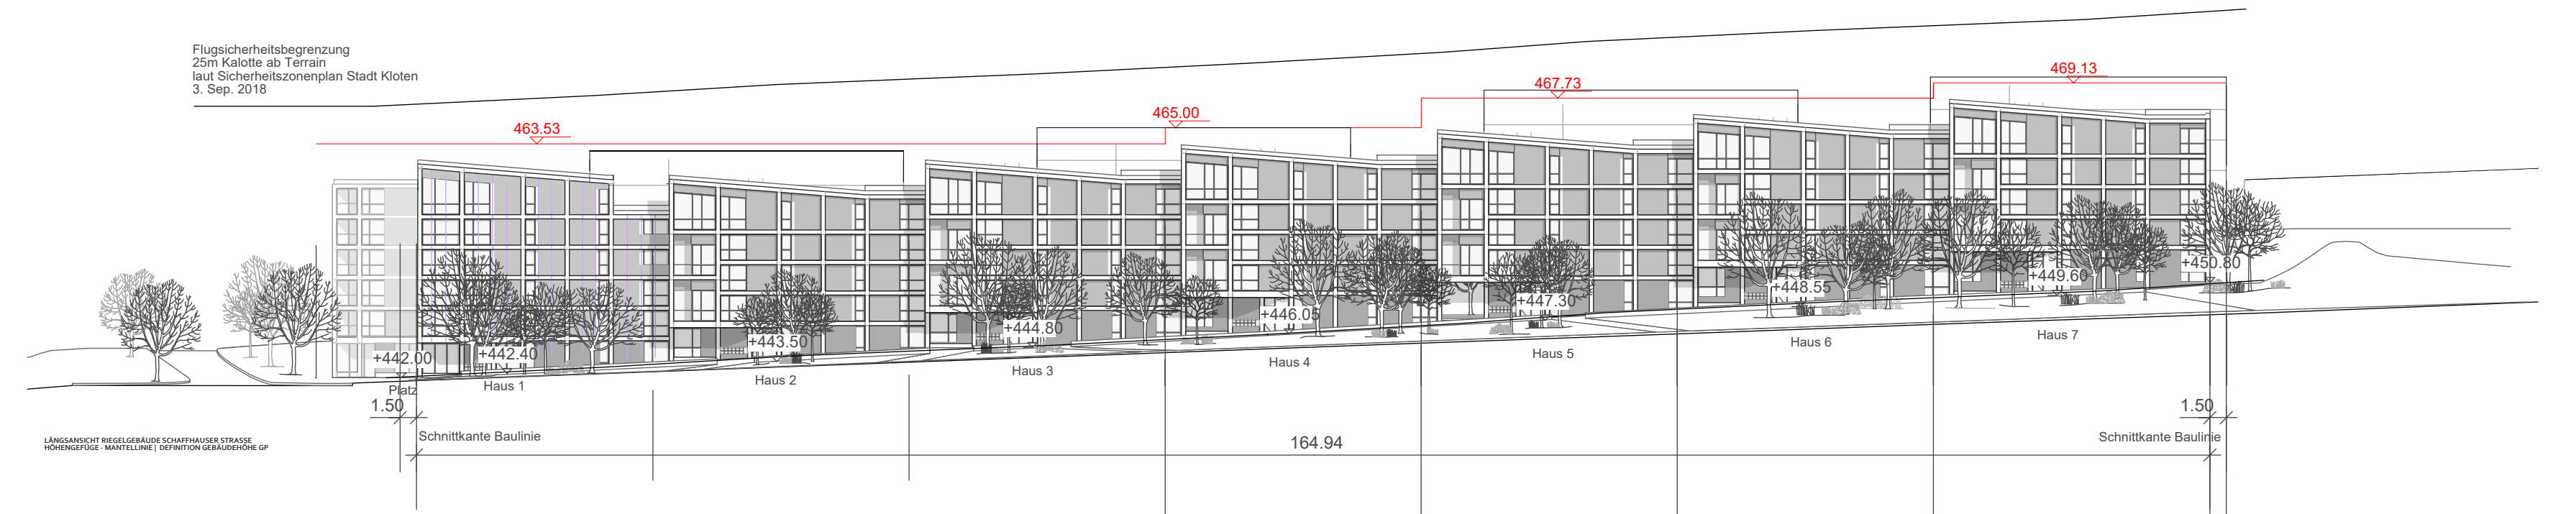 Flugsicherheitsbegrenzung
25m Kalotte ab Terrain
laut Sicherheitszonenplan Stadt Kloten
3. Sep. 2018
463.53
465.00
467.73
469.13
+442.00
+442.40
+443.50
+444.80
+446.05
+447.30
+448.55
+449.60
+450.80
Platz
Haus 1
Haus 2
Haus 3
Haus 4
Haus 5
Haus 6
Haus 7
1.50
1.50
Schnittkante Baulinie
164.94
Schnittkante Baulinie
LÄNGSANSICHT RIEGELGEBÄUDE SCHAFFHAUSER STRASSE
HÖHENGEFÜGE - MANTELLINIE | DEFINITION GEBÄUDEHÖHE GP